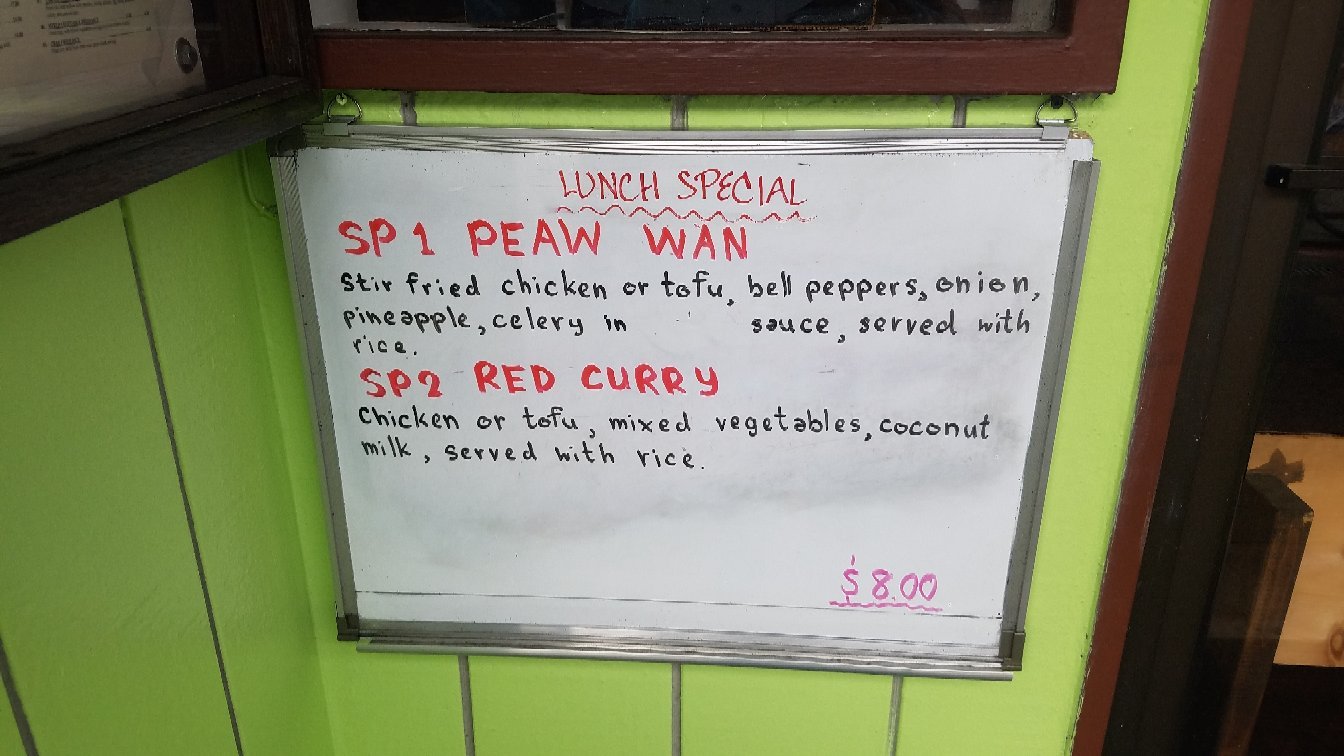 LUNCH SPECIAL
SP 1 PEAW WAN
Stir fried chicken or tofu, bell peppers, onion,
pineapple, celery in sauce, served with
rice.
SP2 RED CURRY
Chicken or tofu, mixed vegetables, coconut
milk, served with rice.
$8.00